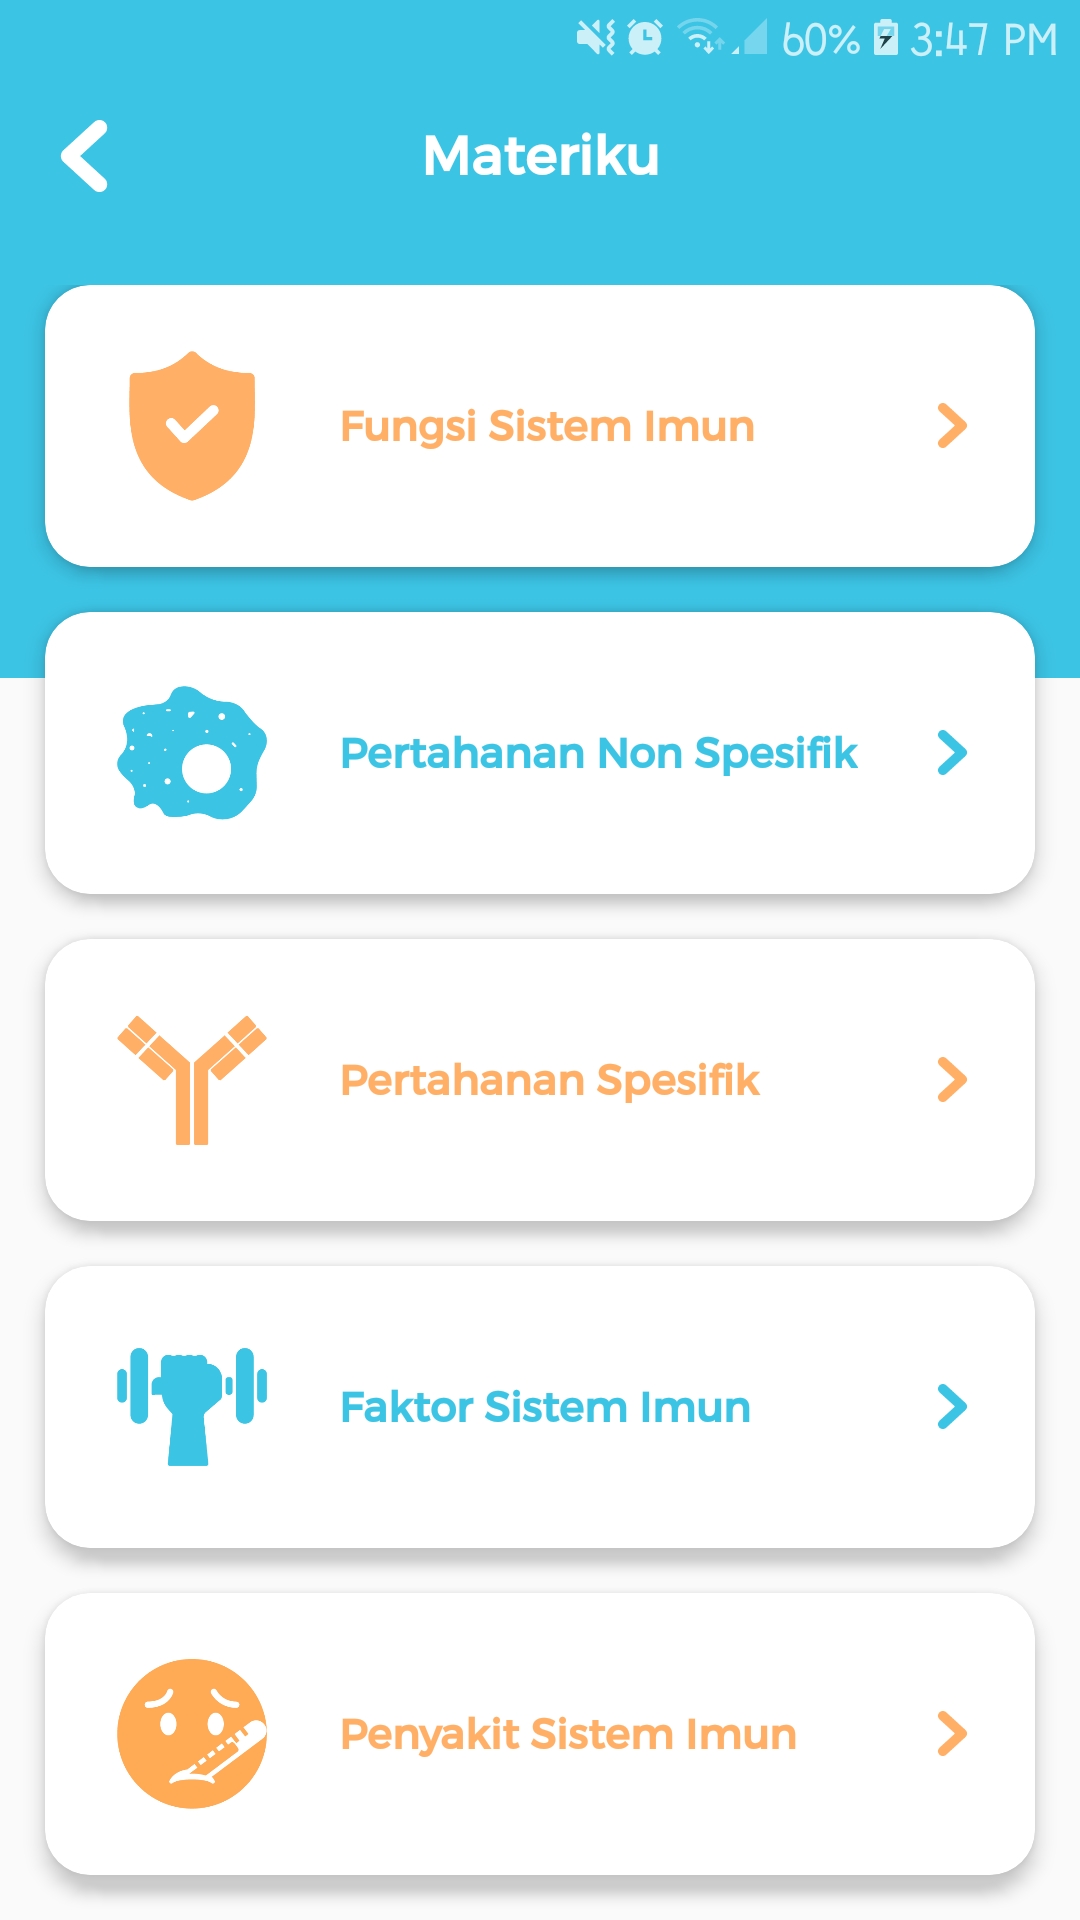 60% 3:47 PM
Materiku
Fungsi Sistem Imun
Pertahanan Non Spesifik
Pertahanan Spesifik
Faktor Sistem Imun
Penyakit Sistem Imun